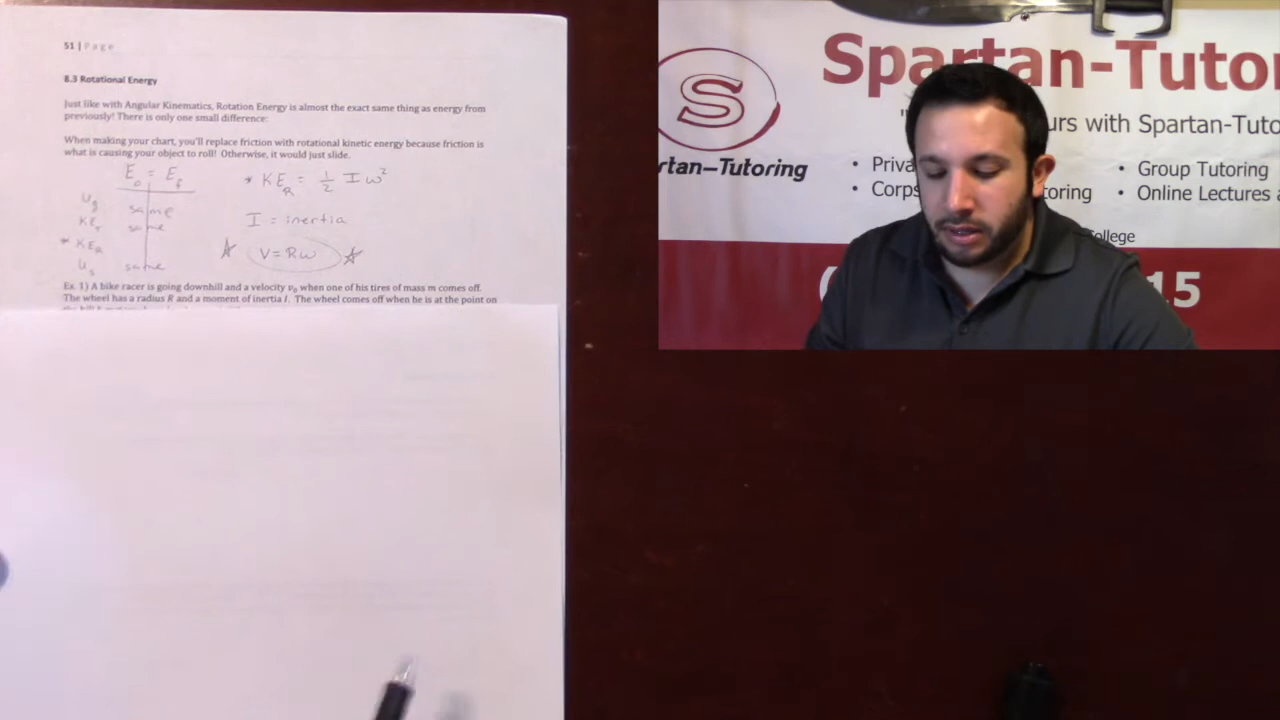 51 | Page
8.3 Rotational Energy
Just like with Angular Kinematics, Rotation Energy is almost the exact same thing as energy from
previously! There is only one small difference:
When making your chart, you'll replace friction with rotational kinetic energy because friction is
what is causing your object to roll! Otherwise, it would just slide.
E₀ = E_f
* KE_R = 1/2 I ω²
U_g same
KE_T same
I = inertia
* KE_R
V = Rω
U_s same
Ex. 1) A bike racer is going downhill and a velocity v₀ when one of his tires of mass m comes off.
The wheel has a radius R and a moment of inertia I. The wheel comes off when he is at the point on
Spartan-Tutor
S
rtan-Tutoring
urs with Spartan-Tuto
• Priva
• Corps
toring
• Group Tutoring
• Online Lectures a
ollege
15